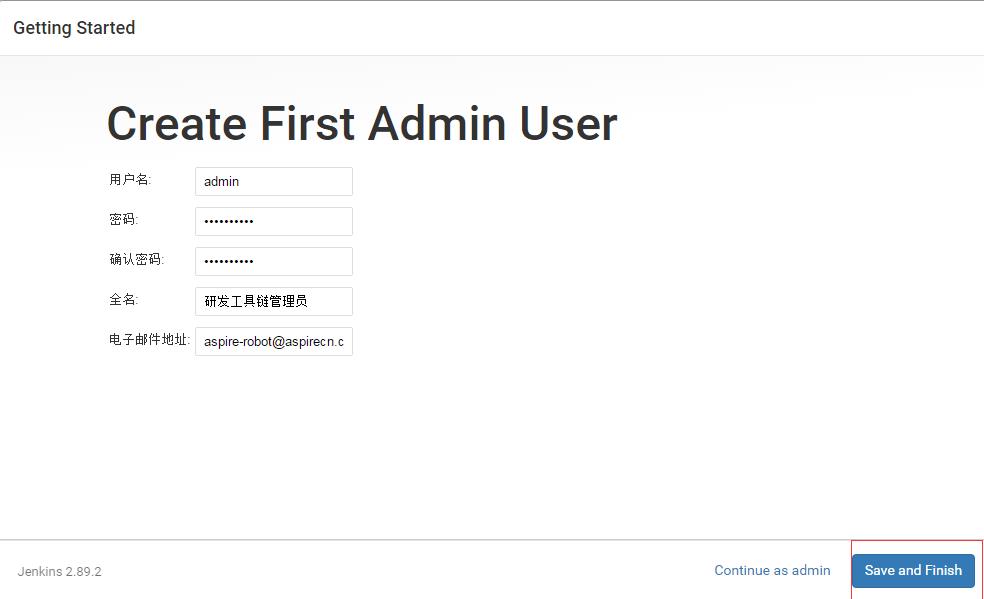 Getting Started
Create First Admin User
用户名: admin
密码: ••••••••••
确认密码: ••••••••••
全名: 研发工具链管理员
电子邮件地址: aspire-robot@aspirecn.c
Jenkins 2.89.2 Continue as admin Save and Finish